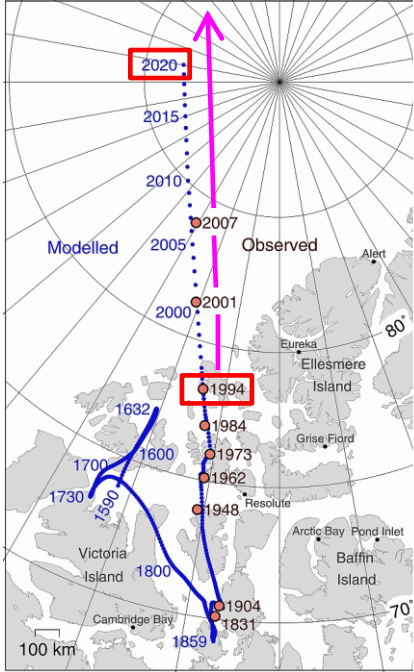 2020
2015
2010
2007
Modelled
2005
Observed
Alert
2001
2000
80°
Eureka
Ellesmere
Island
1994
1632
1984
Grise Fiord
1600
1973
1700
1962
1730
1590
Resolute
1948
Arctic Bay
Pond Inlet
Victoria
Island
Baffin
Island
1800
1904
70°
Cambridge Bay
1831
1859
100 km